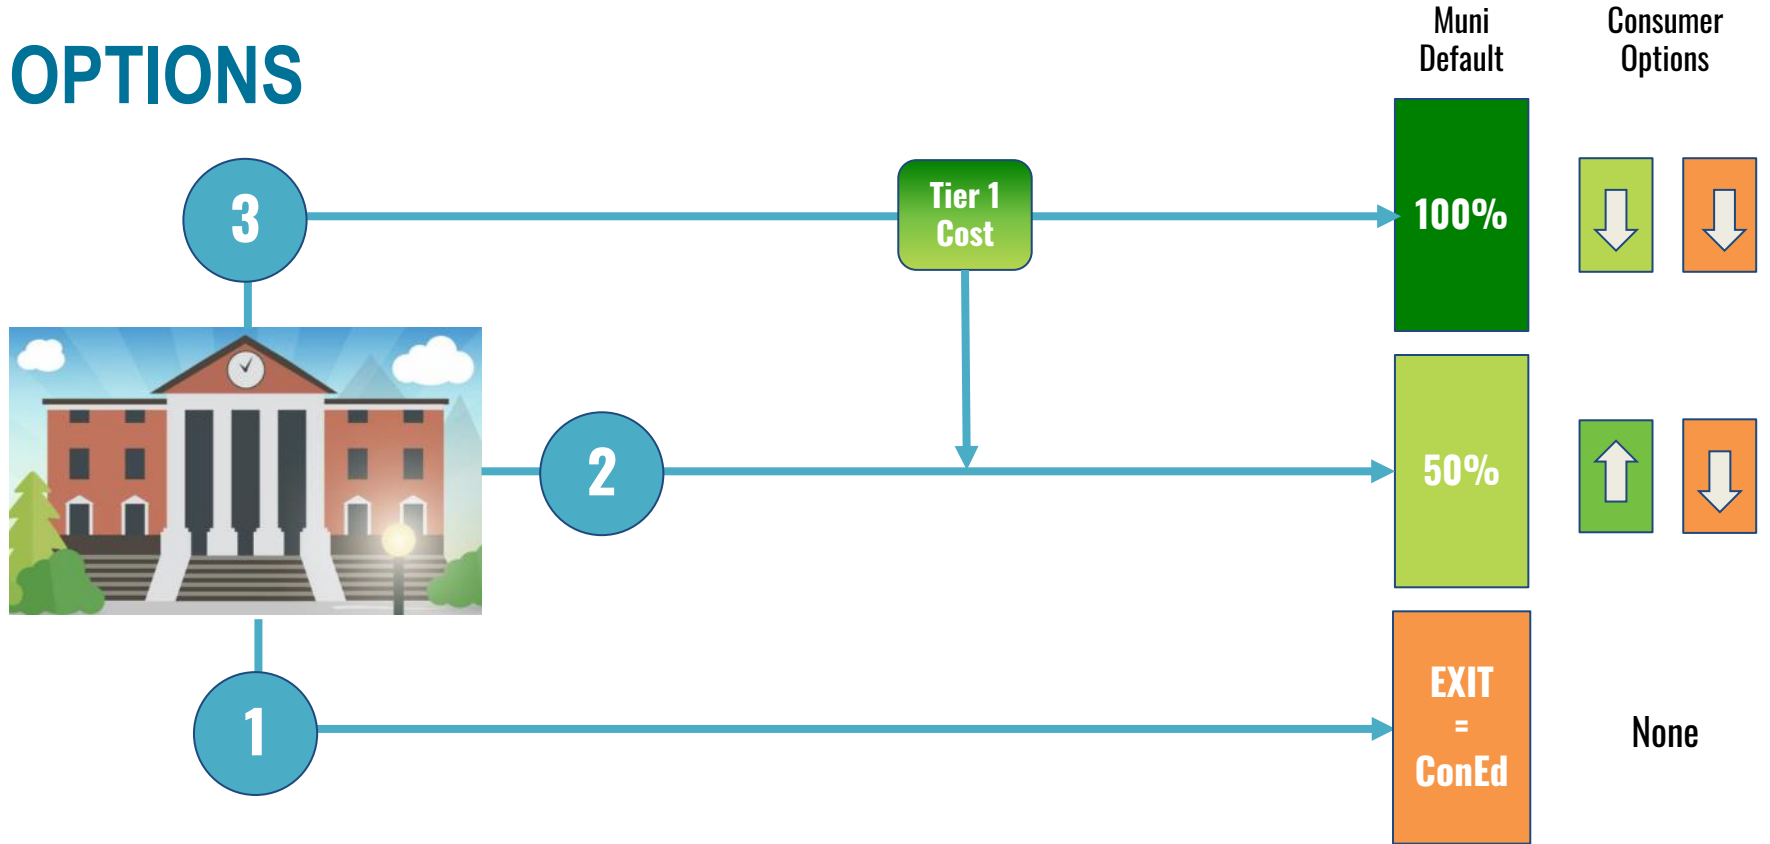 OPTIONS
Muni
Default
Consumer
Options
3
Tier 1
Cost
100%
2
50%
1
EXIT
=
ConEd
None